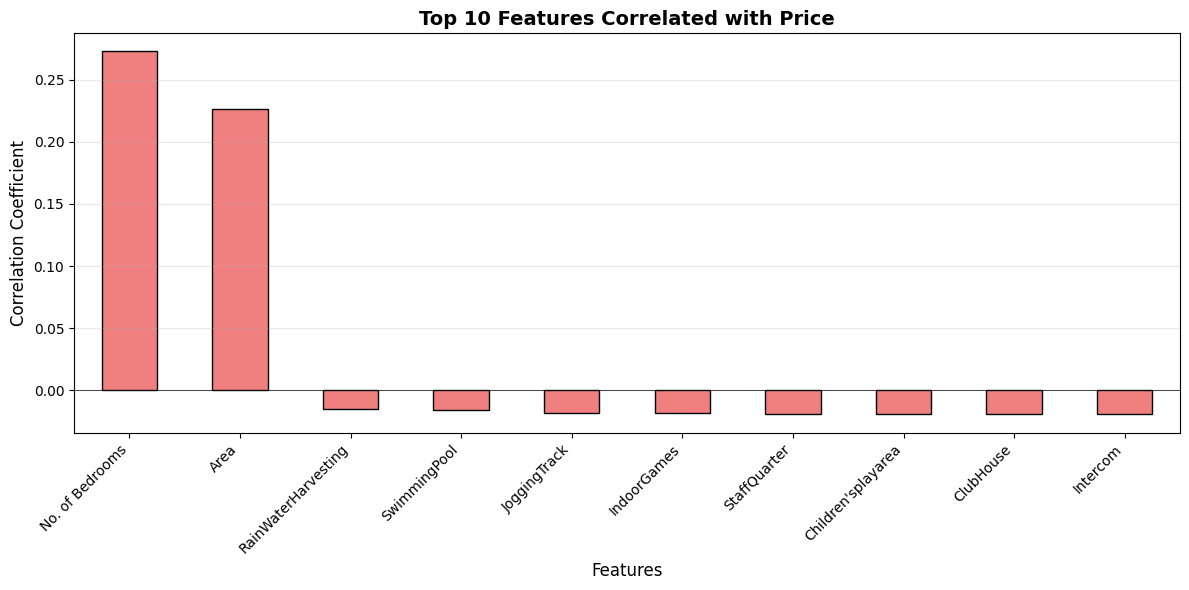 Top 10 Features Correlated with Price
Correlation Coefficient
0.25
0.20
0.15
0.10
0.05
0.00
No. of Bedrooms
Area
RainWaterHarvesting
SwimmingPool
JoggingTrack
IndoorGames
StaffQuarter
Children'splayarea
ClubHouse
Intercom
Features